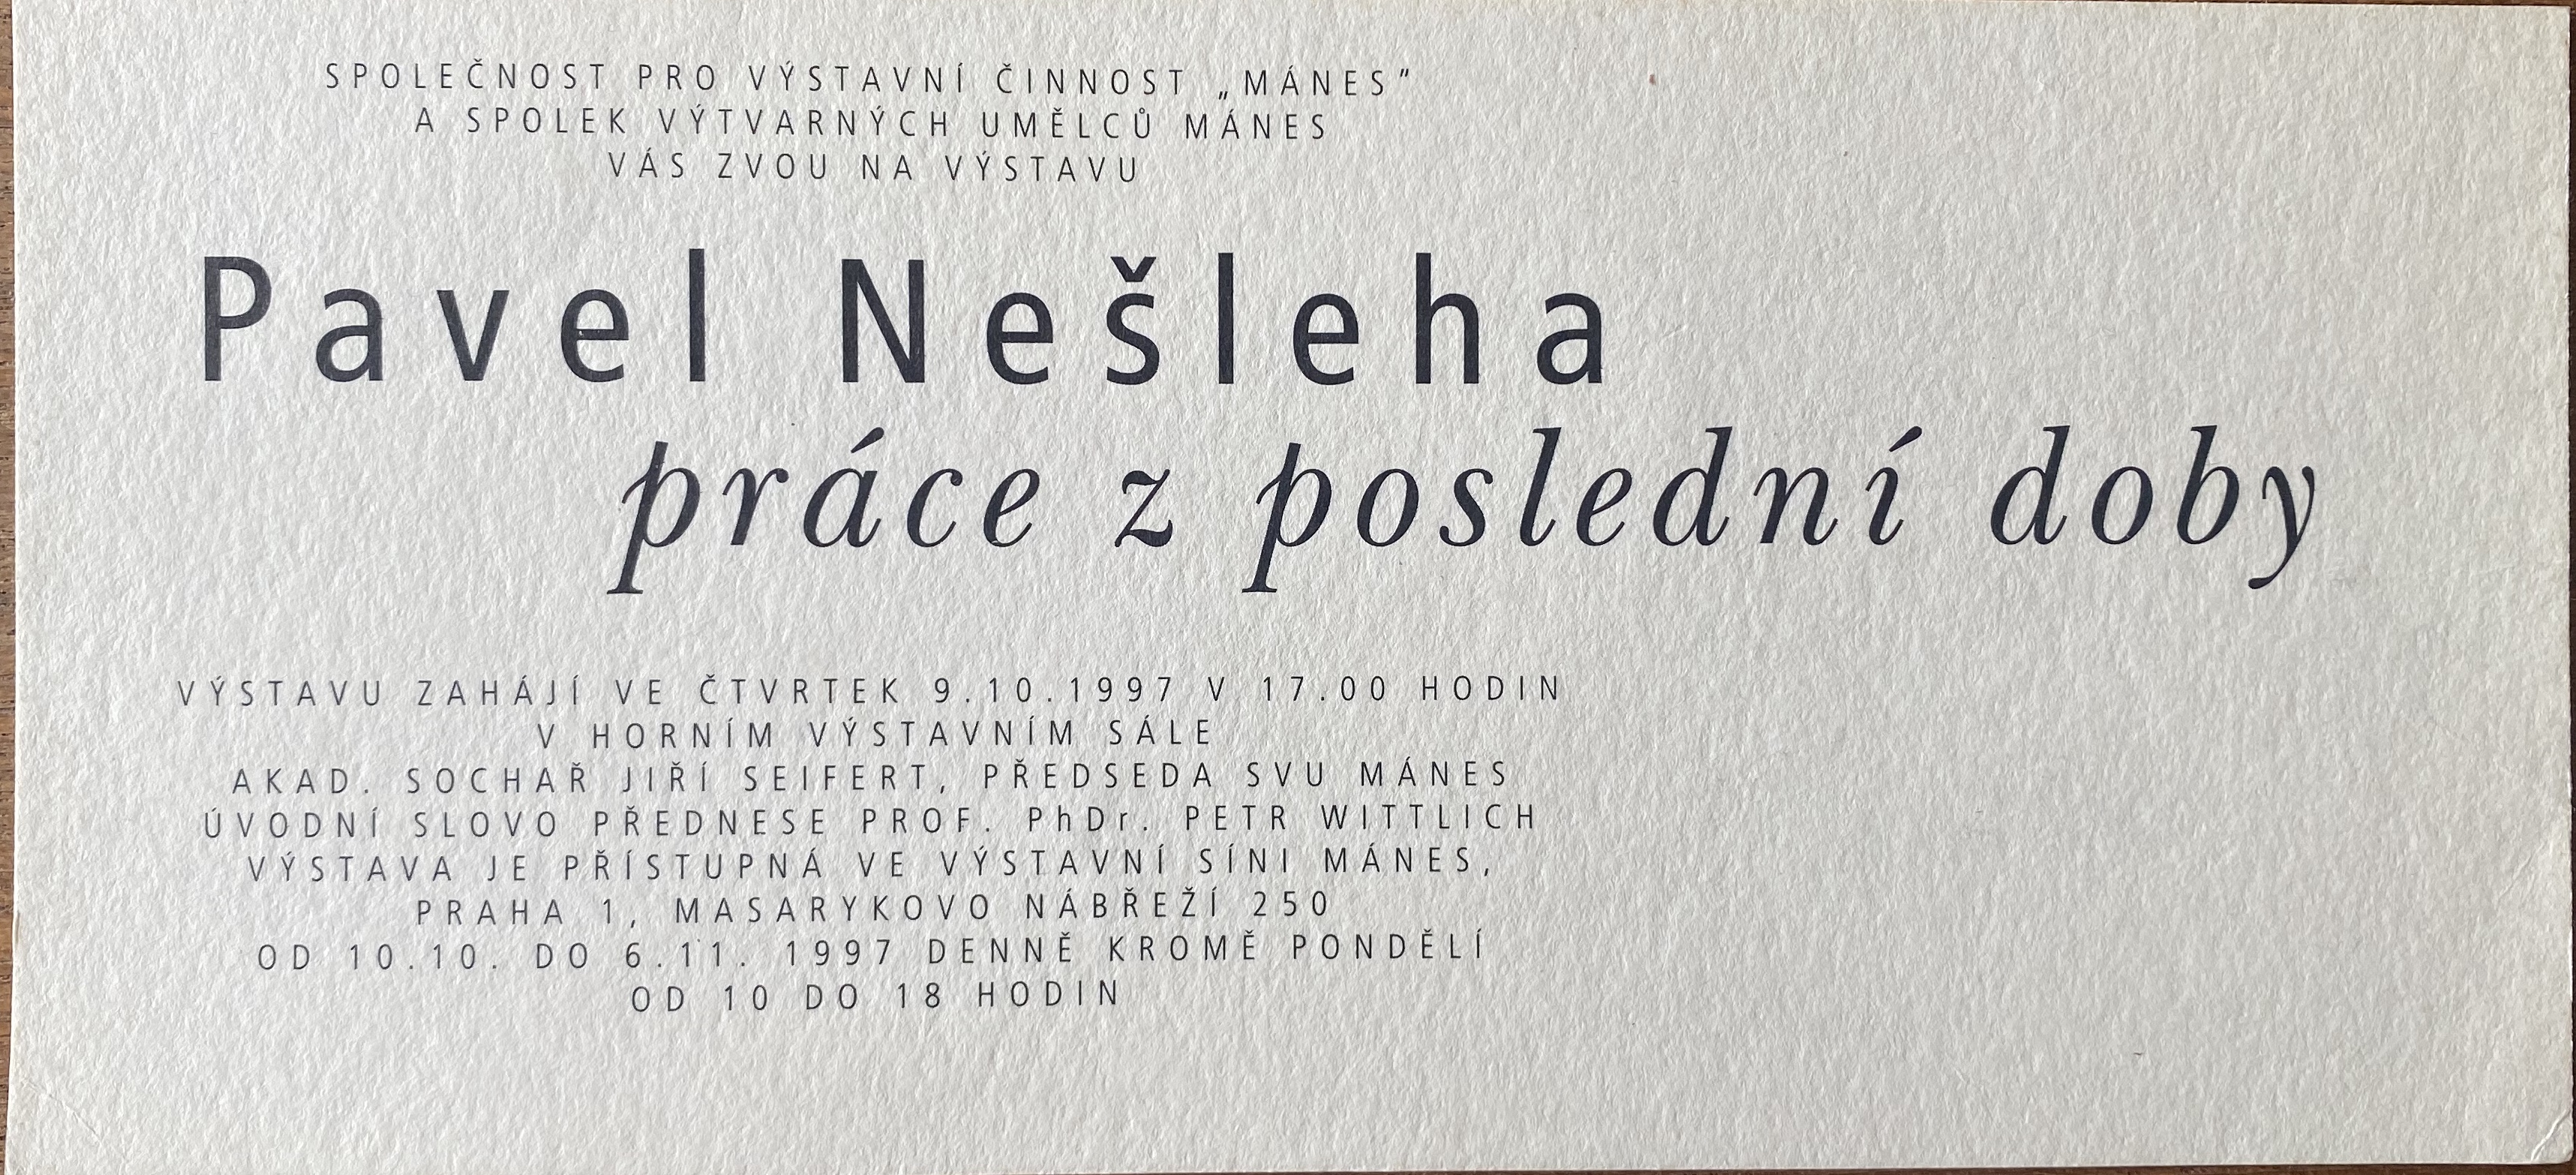 SPOLEČNOST PRO VÝSTAVNÍ ČINNOST „MÁNES"
A SPOLEK VÝTVARNÝCH UMĚLCŮ MÁNES
VÁS ZVOU NA VÝSTAVU
Pavel Nešleha
práce z poslední doby
VÝSTAVU ZAHÁJÍ VE ČTVRTEK 9.10.1997 V 17.00 HODIN
V HORNÍM VÝSTAVNÍM SÁLE
AKAD. SOCHAŘ JIŘÍ SEIFERT, PŘEDSEDA SVU MÁNES
ÚVODNÍ SLOVO PŘEDNESE PROF. PhDr. PETR WITTLICH
VÝSTAVA JE PŘÍSTUPNÁ VE VÝSTAVNÍ SÍNI MÁNES,
PRAHA 1, MASARYKOVO NÁBŘEŽÍ 250
OD 10.10. DO 6.11. 1997 DENNĚ KROMĚ PONDĚLÍ
OD 10 DO 18 HODIN